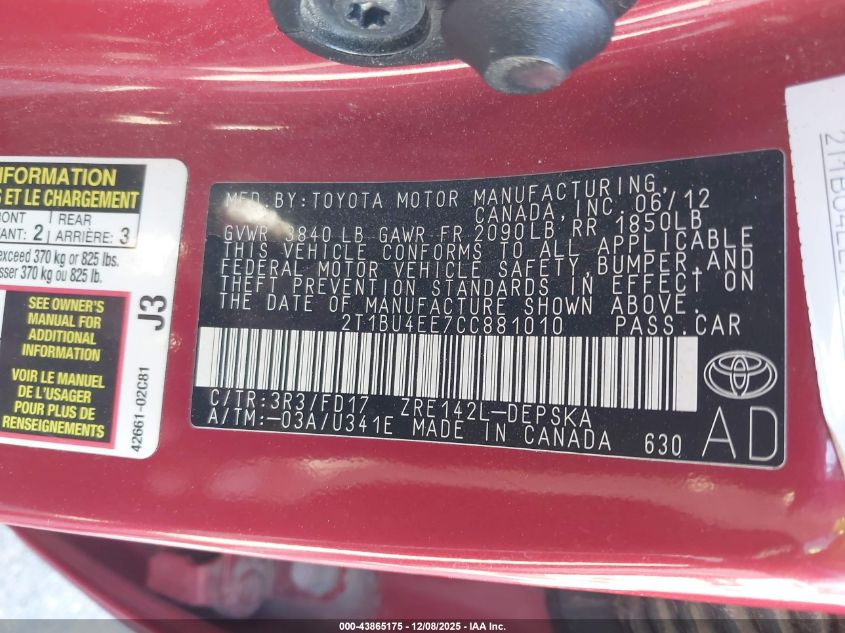 INFORMATION
S ET LE CHARGEMENT
RONT REAR
ANT: 2 ARRIÈRE: 3
exceed 370 kg or 825 lbs.
sser 370 kg ou 825 lb.
SEE OWNER'S
MANUAL FOR
ADDITIONAL
INFORMATION
VOIR LE MANUEL
DE L'USAGER
POUR PLUS DE
RENSEIGNEMENTS
J3
42661-02C81
MFD.BY:TOYOTA MOTOR MANUFACTURING,
CANADA,INC. 06/12
GVWR 3840 LB GAWR FR 2090LB RR 1850LB
THIS VEHICLE CONFORMS TO ALL APPLICABLE
FEDERAL MOTOR VEHICLE SAFETY,BUMPER,AND
THEFT PREVENTION STANDARDS IN EFFECT ON
THE DATE OF MANUFACTURE SHOWN ABOVE.
2T1BU4EE7CC881010 PASS.CAR
C/TR:3R3/FD17 ZRE142L-DEPSKA
A/TM:-03A/U341E MADE IN CANADA 630
AD
000-43865175 - 12/08/2025 - IAA Inc.